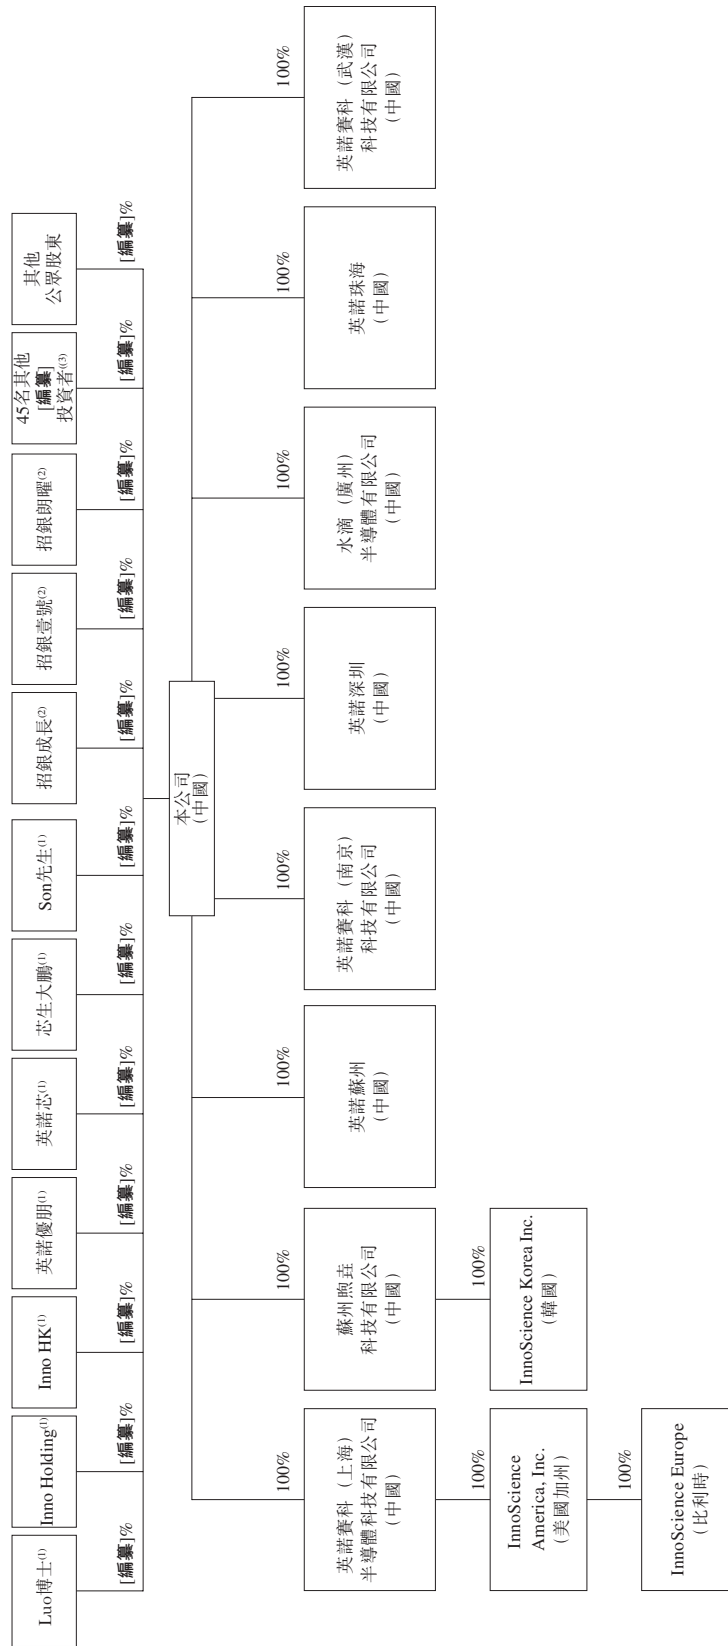 Luo博士(1)
Inno Holding(1)
Inno HK(1)
英諾優朋(1)
英諾芯(1)
芯生大鵬(1)
Son先生(1)
招銀成長(2)
招銀壹號(2)
招銀朗曜(2)
45名其他
[編纂]
投資者((3)
其他
公眾股東
[編纂]%
[編纂]%
[編纂]%
[編纂]%
[編纂]%
[編纂]%
[編纂]%
[編纂]%
[編纂]%
[編纂]%
[編纂]%
[編纂]%
本公司
(中國)
100%
100%
100%
100%
100%
100%
100%
100%
英諾賽科(上海)
半導體科技有限公司
(中國)
蘇州煦垚
科技有限公司
(中國)
英諾蘇州
(中國)
英諾賽科(南京)
科技有限公司
(中國)
英諾深圳
(中國)
水滴(廣州)
半導體有限公司
(中國)
英諾珠海
(中國)
英諾賽科(武漢)
科技有限公司
(中國)
100%
100%
InnoScience
America, Inc.
(美國加州)
InnoScience Korea Inc.
(韓國)
100%
InnoScience Europe
(比利時)